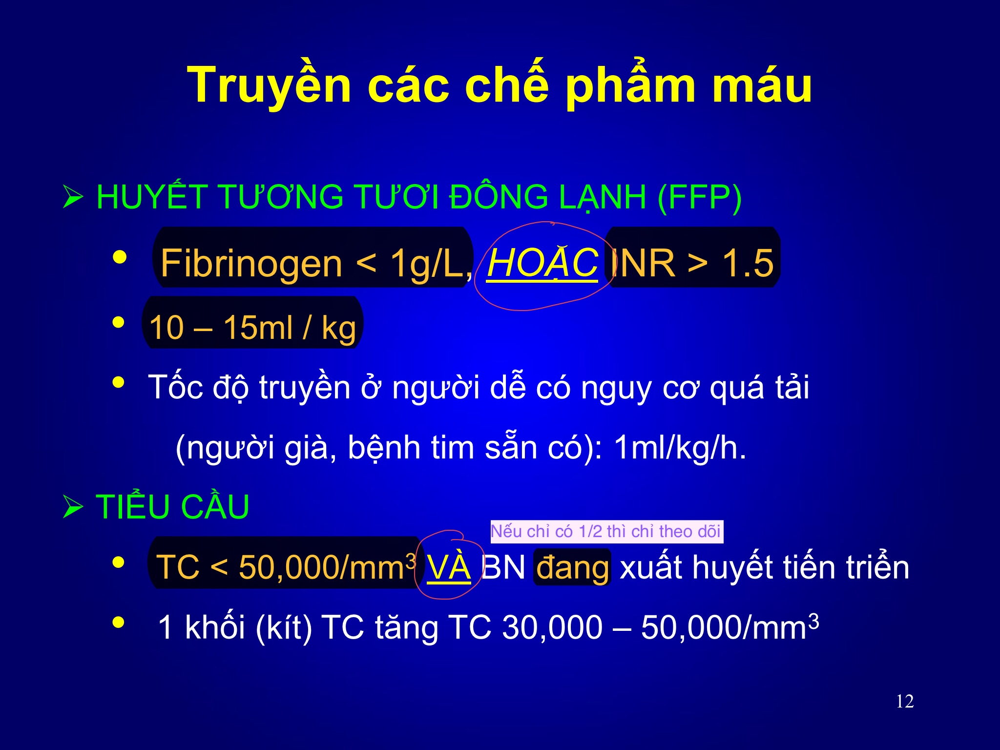 Truyền các chế phẩm máu
HUYẾT TƯƠNG TƯƠI ĐÔNG LẠNH (FFP)
Fibrinogen < 1g/L, HOẶC INR > 1.5
10 – 15ml / kg
Tốc độ truyền ở người dễ có nguy cơ quá tải
(người già, bệnh tim sẵn có): 1ml/kg/h.
TIỂU CẦU
Nếu chỉ có 1/2 thì chỉ theo dõi
TC < 50,000/mm³ VÀ BN đang xuất huyết tiến triển
1 khối (kít) TC tăng TC 30,000 – 50,000/mm³
12